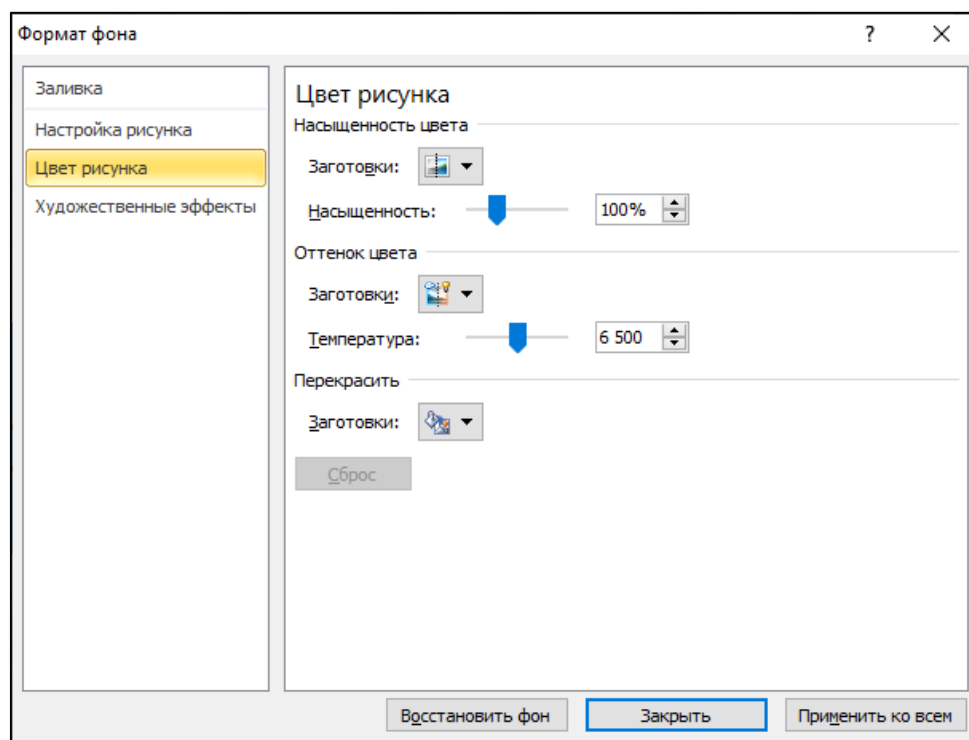 Формат фона
?
Заливка
Настройка рисунка
Цвет рисунка
Художественные эффекты
Цвет рисунка
Насыщенность цвета
Заготовки:
Насыщенность: 100%
Оттенок цвета
Заготовки:
Температура: 6 500
Перекрасить
Заготовки:
Сброс
Восстановить фон Закрыть Применить ко всем